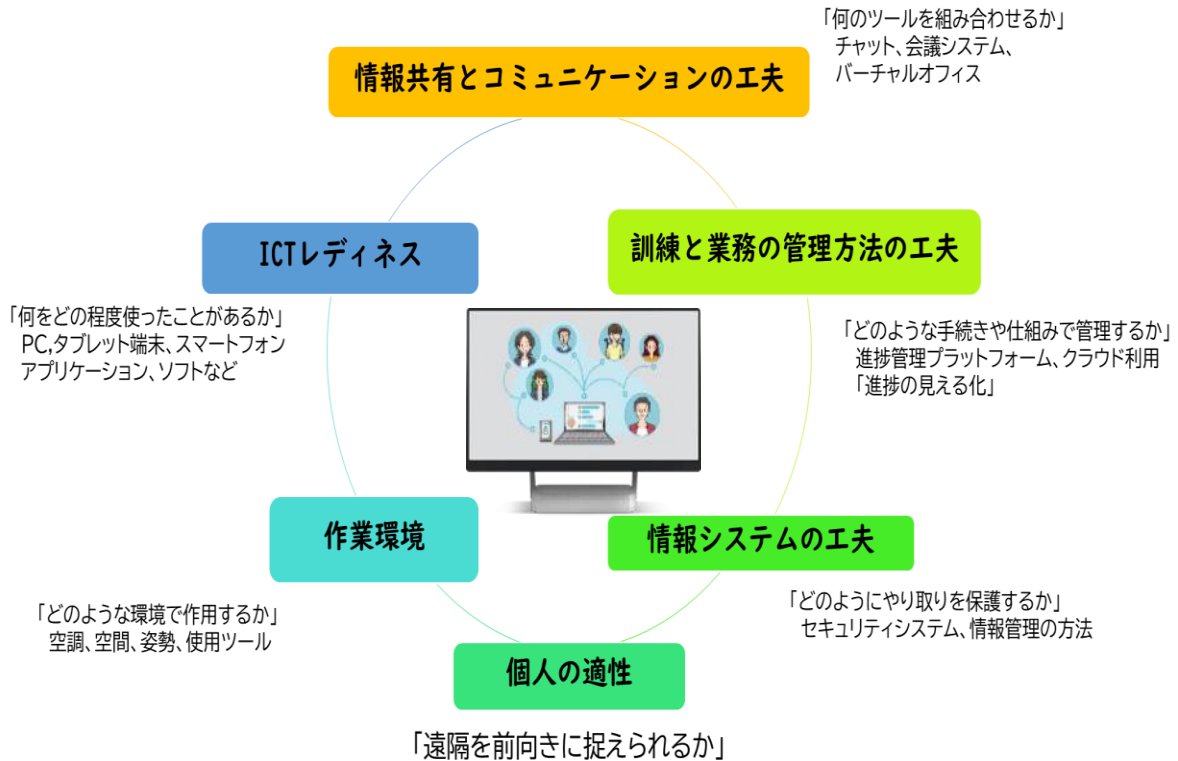 「何のツールを組み合わせるか」
チャット、会議システム、
バーチャルオフィス
情報共有とコミュニケーションの工夫
ICTレディネス
訓練と業務の管理方法の工夫
「何をどの程度使ったことがあるか」
PC,タブレット端末、スマートフォン
アプリケーション、ソフトなど
「どのような手続きや仕組みで管理するか」
進捗管理プラットフォーム、クラウド利用
「進捗の見える化」
作業環境
情報システムの工夫
「どのような環境で作用するか」
空調、空間、姿勢、使用ツール
「どのようにやり取りを保護するか」
セキュリティシステム、情報管理の方法
個人の適性
「遠隔を前向きに捉えられるか」